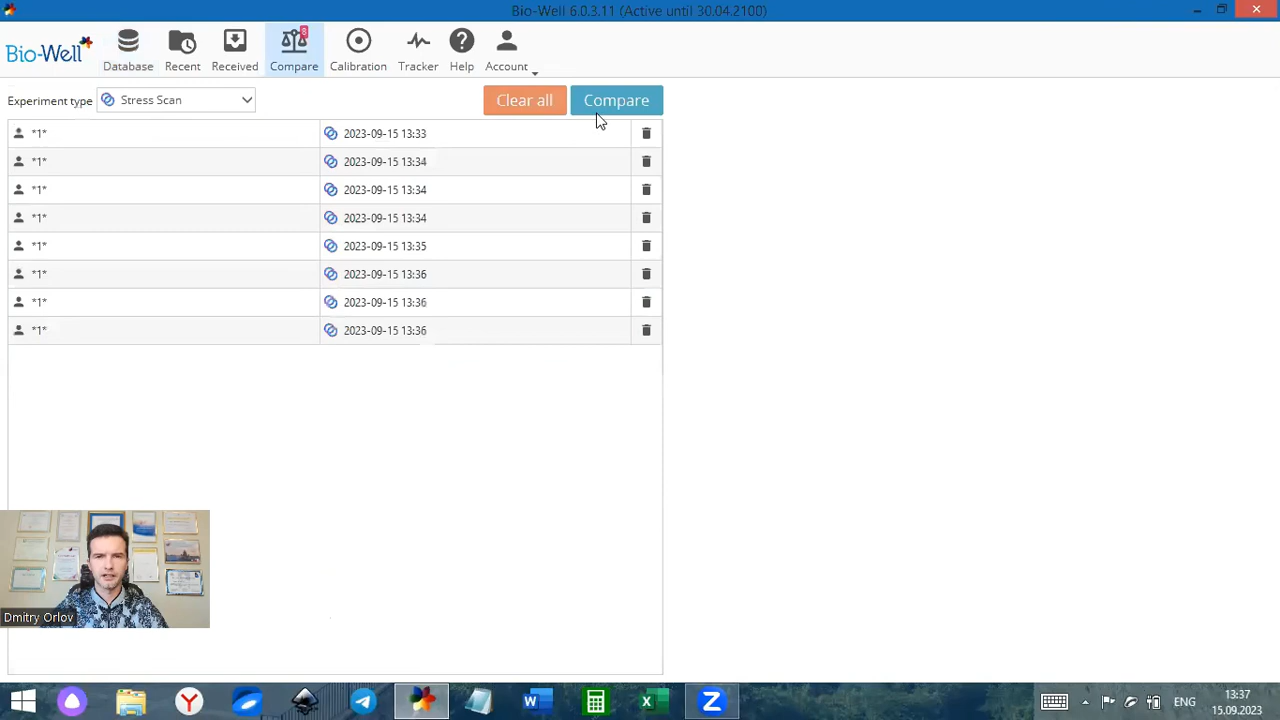 Bio-Well 6.0.3.11 (Active until 30.04.2100)
Bio-Well
Database
Recent
Received
8
Compare
Calibration
Tracker
Help
Account
Experiment type
Stress Scan
Clear all
Compare
*1* 2023-09-15 13:33
*1* 2023-09-15 13:34
*1* 2023-09-15 13:34
*1* 2023-09-15 13:34
*1* 2023-09-15 13:35
*1* 2023-09-15 13:36
*1* 2023-09-15 13:36
*1* 2023-09-15 13:36
Dmitry Orlov
ENG
13:37
15.09.2023